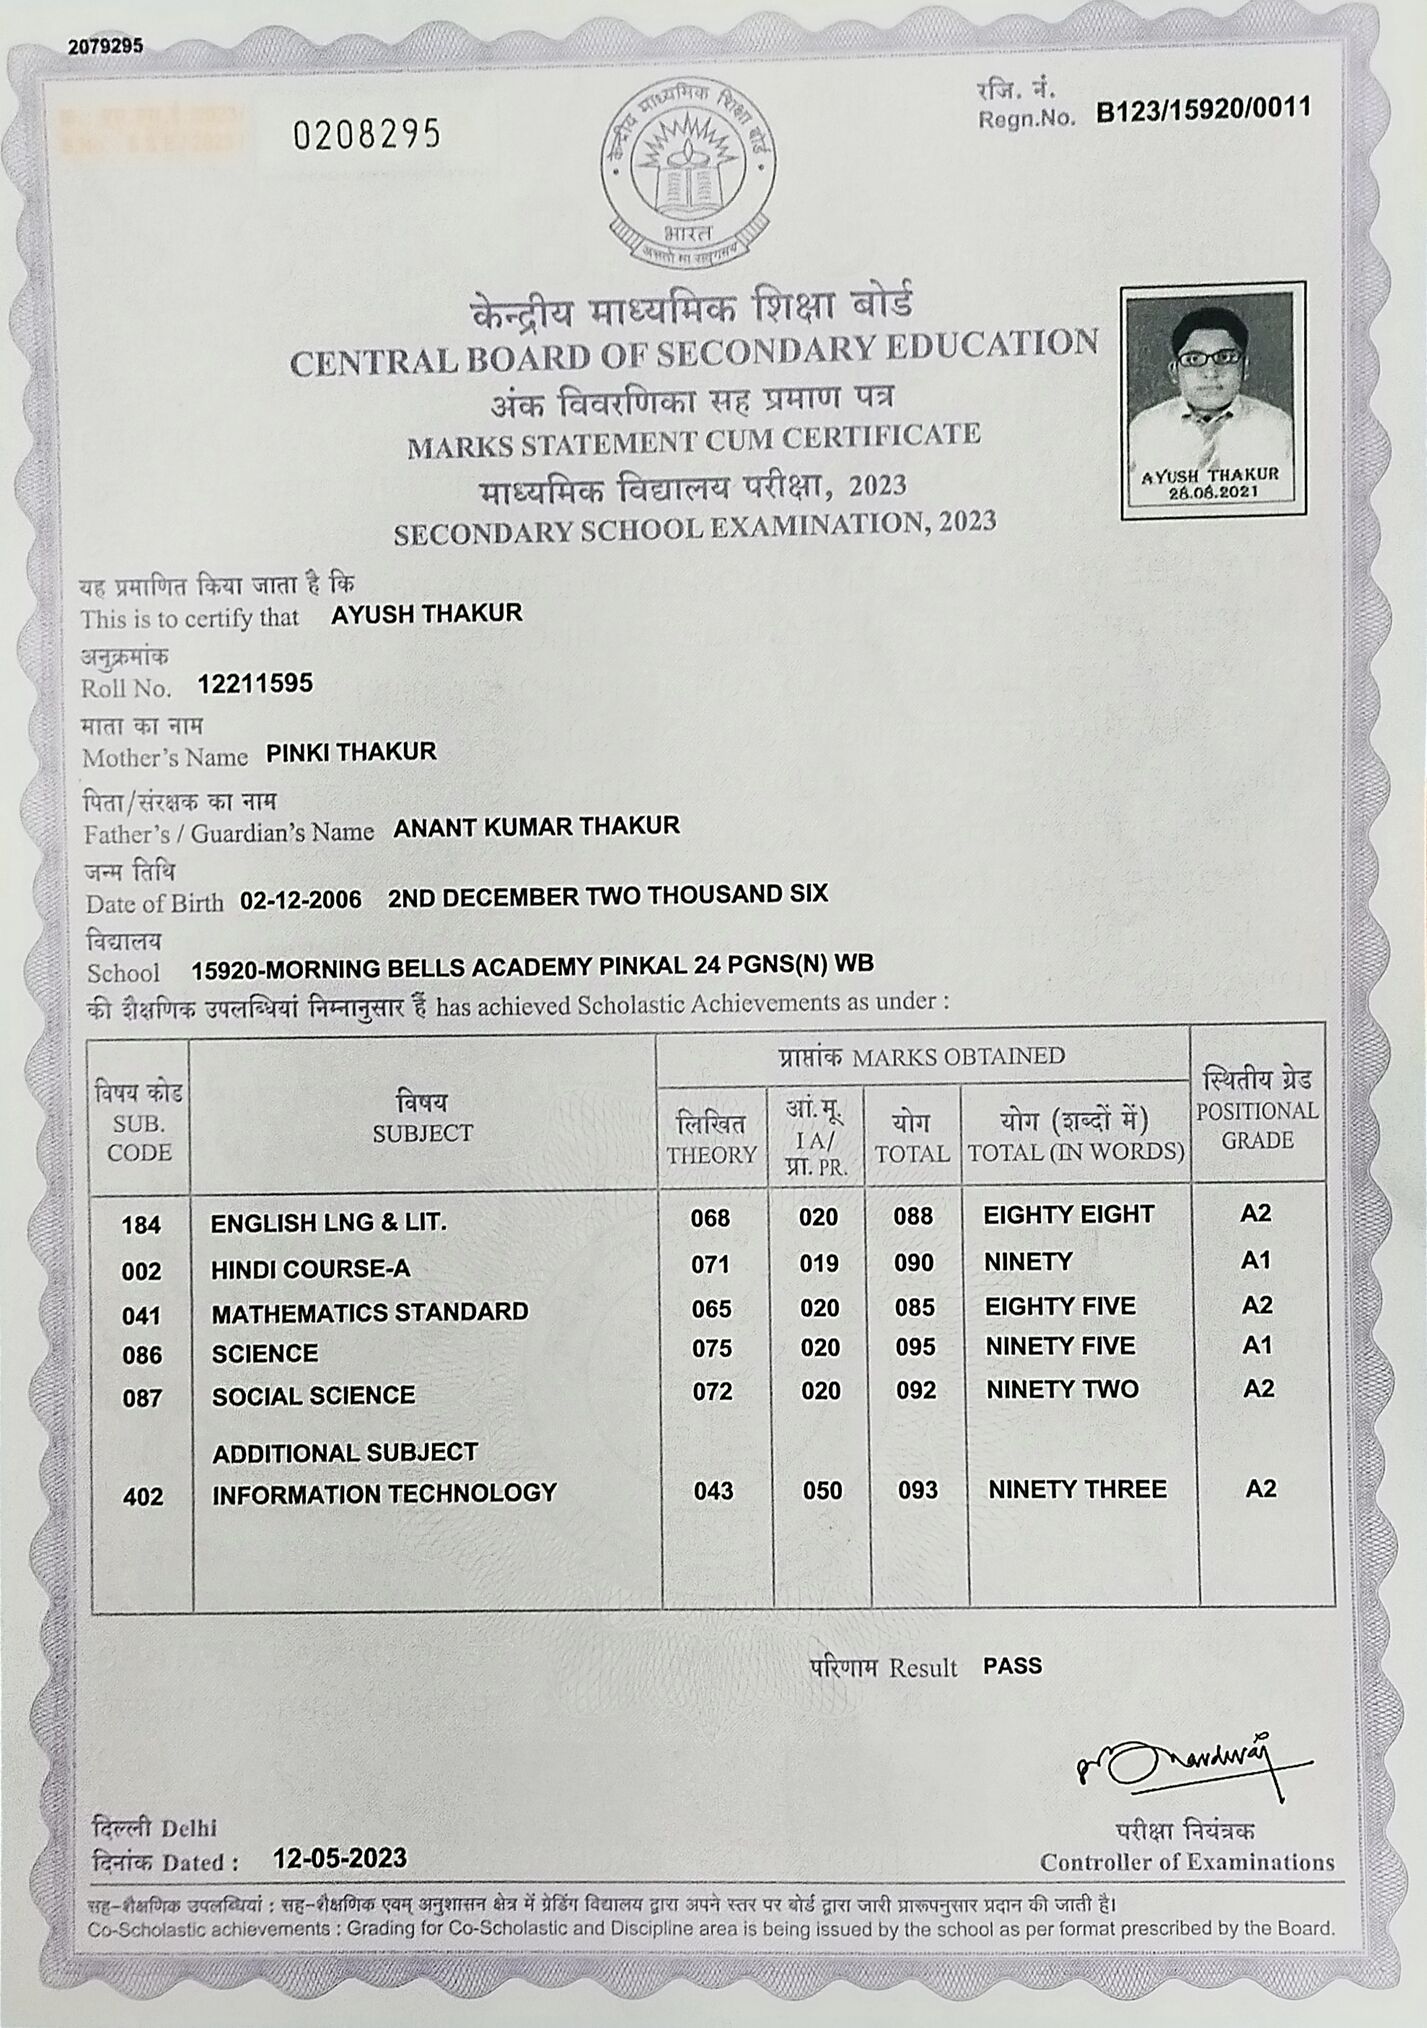 2079295
0208295
रजि. नं.
Regn.No. B123/15920/0011
केन्द्रीय माध्यमिक शिक्षा बोर्ड
भारत
असतो मा सद्गमय
केन्द्रीय माध्यमिक शिक्षा बोर्ड
CENTRAL BOARD OF SECONDARY EDUCATION
अंक विवरणिका सह प्रमाण पत्र
MARKS STATEMENT CUM CERTIFICATE
माध्यमिक विद्यालय परीक्षा, 2023
SECONDARY SCHOOL EXAMINATION, 2023
AYUSH THAKUR
28.08.2021
यह प्रमाणित किया जाता है कि
This is to certify that AYUSH THAKUR
अनुक्रमांक
Roll No. 12211595
माता का नाम
Mother's Name PINKI THAKUR
पिता/संरक्षक का नाम
Father's / Guardian's Name ANANT KUMAR THAKUR
जन्म तिथि
Date of Birth 02-12-2006 2ND DECEMBER TWO THOUSAND SIX
विद्यालय
School 15920-MORNING BELLS ACADEMY PINKAL 24 PGNS(N) WB
की शैक्षणिक उपलब्धियां निम्नानुसार हैं has achieved Scholastic Achievements as under :
विषय कोड
SUB.
CODE
विषय
SUBJECT
प्राप्तांक MARKS OBTAINED
लिखित
THEORY
आं.मू.
I A/
प्रा. PR.
योग
TOTAL
योग (शब्दों में)
TOTAL (IN WORDS)
स्थितीय ग्रेड
POSITIONAL
GRADE
184 ENGLISH LNG & LIT. 068 020 088 EIGHTY EIGHT A2
002 HINDI COURSE-A 071 019 090 NINETY A1
041 MATHEMATICS STANDARD 065 020 085 EIGHTY FIVE A2
086 SCIENCE 075 020 095 NINETY FIVE A1
087 SOCIAL SCIENCE 072 020 092 NINETY TWO A2
ADDITIONAL SUBJECT
402 INFORMATION TECHNOLOGY 043 050 093 NINETY THREE A2
परिणाम Result PASS
दिल्ली Delhi
दिनांक Dated : 12-05-2023
परीक्षा नियंत्रक
Controller of Examinations
सह-शैक्षणिक उपलब्धियां : सह-शैक्षणिक एवम् अनुशासन क्षेत्र में ग्रेडिंग विद्यालय द्वारा अपने स्तर पर बोर्ड द्वारा जारी प्रारूपनुसार प्रदान की जाती है।
Co-Scholastic achievements : Grading for Co-Scholastic and Discipline area is being issued by the school as per format prescribed by the Board.